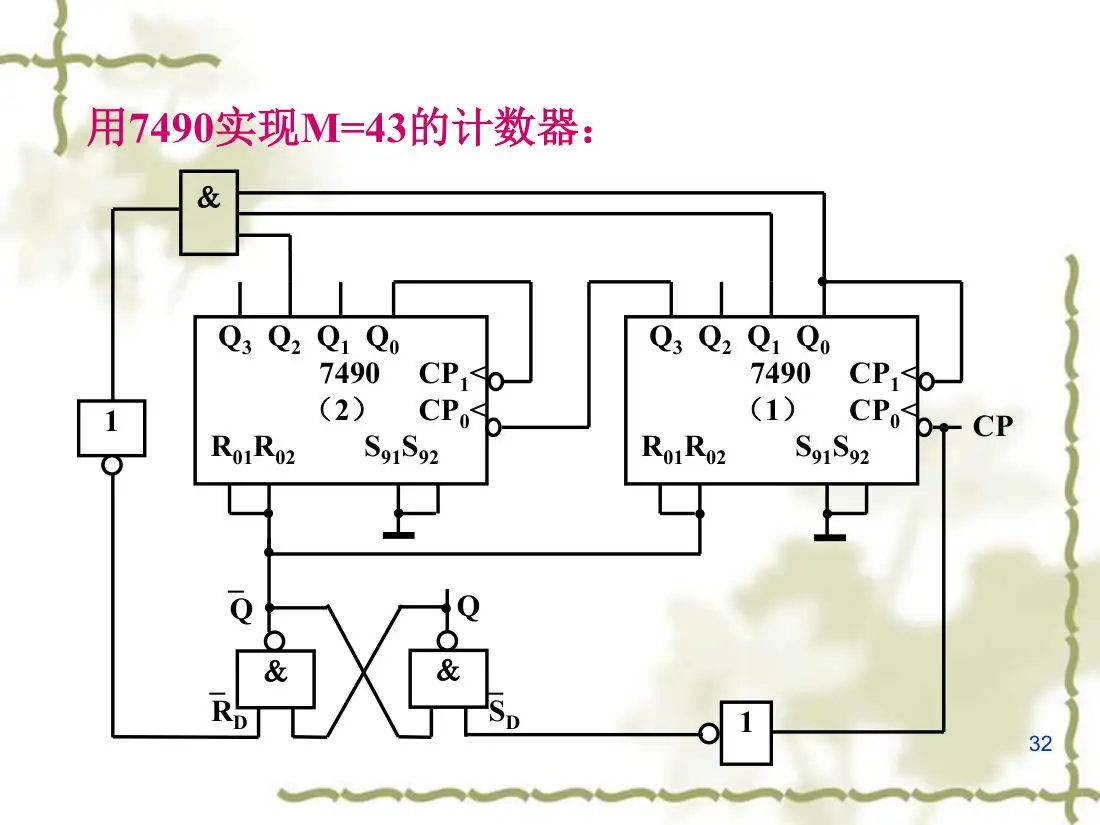 用7490实现M=43的计数器：
&
Q3 Q2 Q1 Q0
7490
（2）
CP1<
CP0<
R01R02
S91S92
Q3 Q2 Q1 Q0
7490
（1）
CP1<
CP0<
CP
R01R02
S91S92
1
Q̅
Q
&
&
R̅D
S̅D
1
32